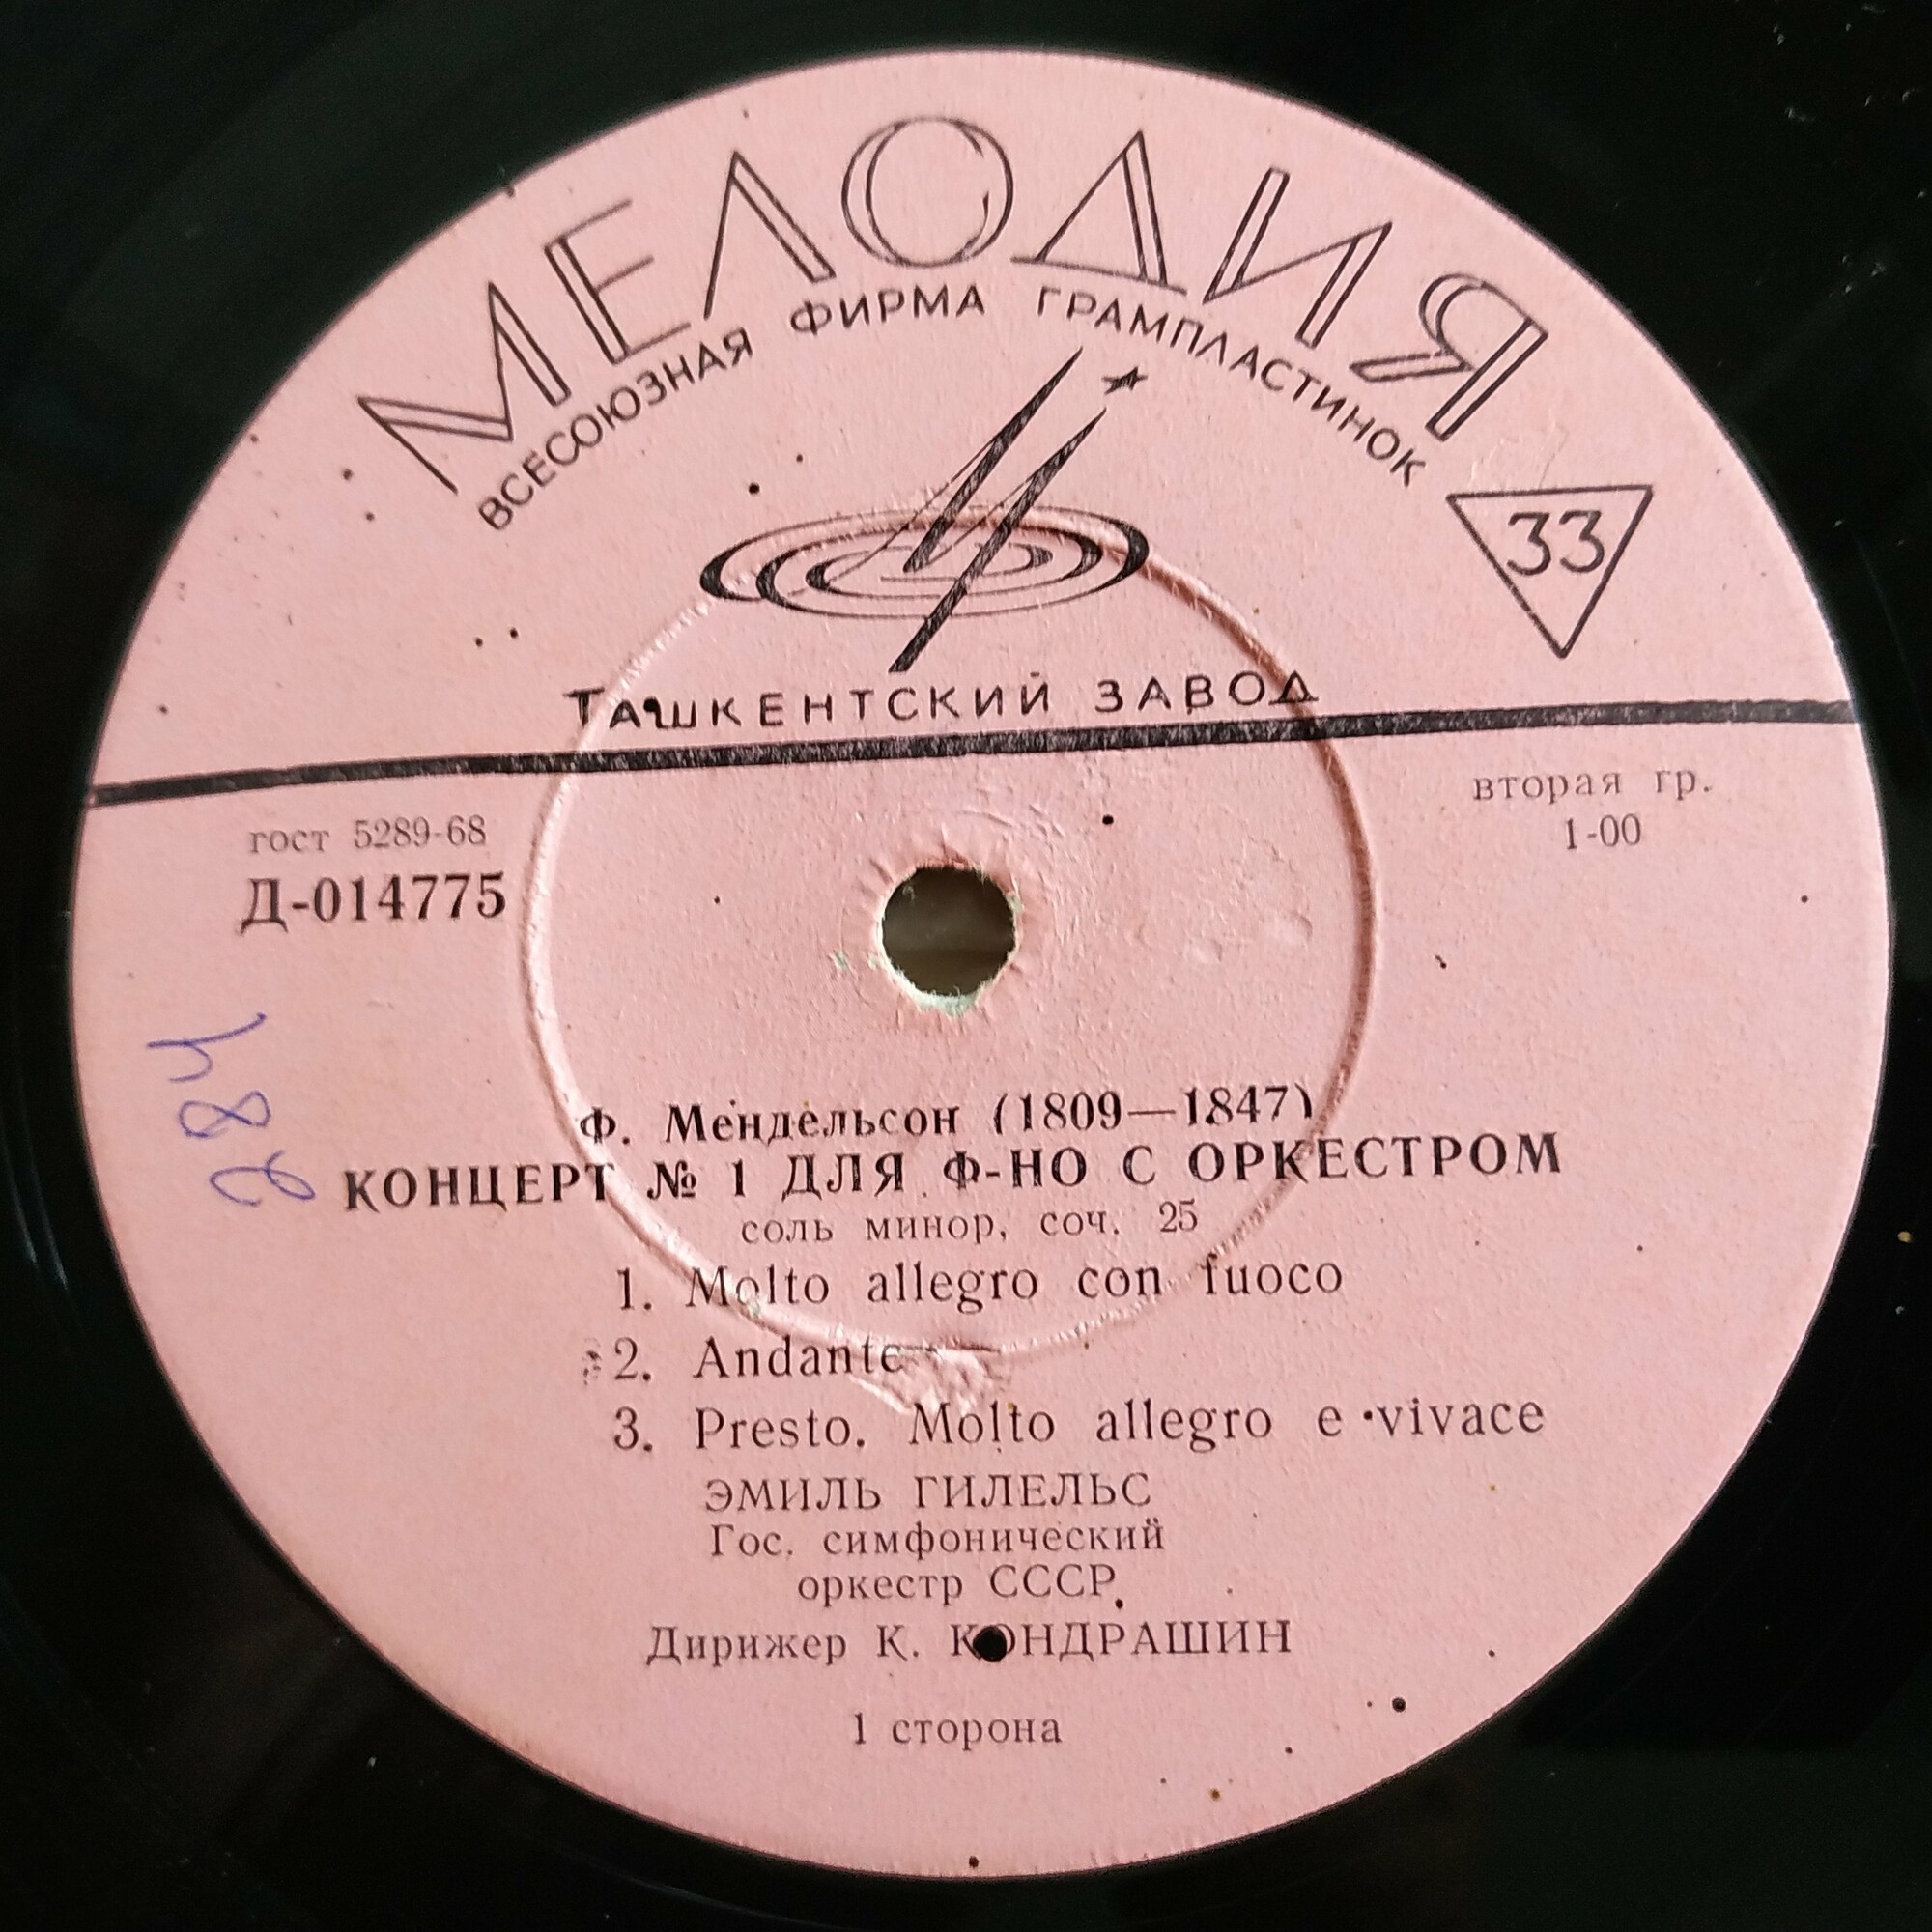 МЕЛОДИЯ
ВСЕСОЮЗНАЯ ФИРМА ГРАМПЛАСТИНОК
33
ТАШКЕНТСКИЙ ЗАВОД
гост 5289-68
Д-014775
вторая гр.
1-00
284
Ф. Мендельсон (1809—1847)
КОНЦЕРТ № 1 ДЛЯ Ф-НО С ОРКЕСТРОМ
соль минор, соч. 25
1. Molto allegro con fuoco
2. Andante
3. Presto. Molto allegro e vivace
ЭМИЛЬ ГИЛЕЛЬС
Гос. симфонический
оркестр СССР
Дирижер К. КОНДРАШИН
1 сторона